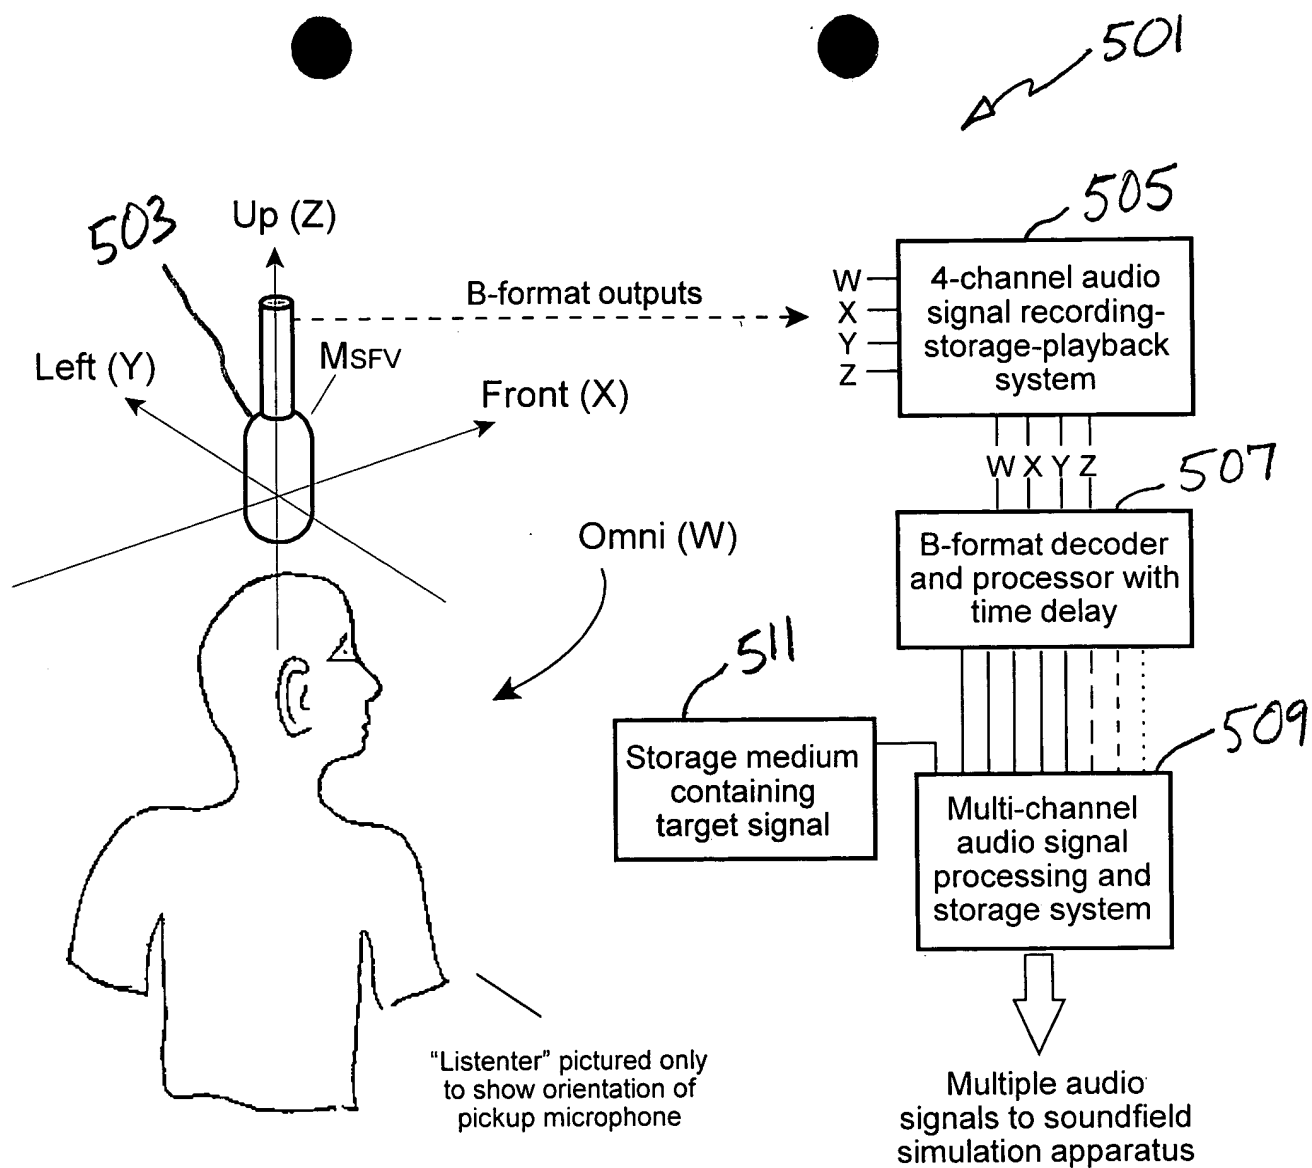 501
503
Up (Z)
505
B-format outputs
W
X
Y
Z
4-channel audio
signal recording-
storage-playback
system
Left (Y)
MSFV
Front (X)
W X Y Z
507
Omni (W)
B-format decoder
and processor with
time delay
511
509
Storage medium
containing
target signal
Multi-channel
audio signal
processing and
storage system
"Listenter" pictured only
to show orientation of
pickup microphone
Multiple audio
signals to soundfield
simulation apparatus